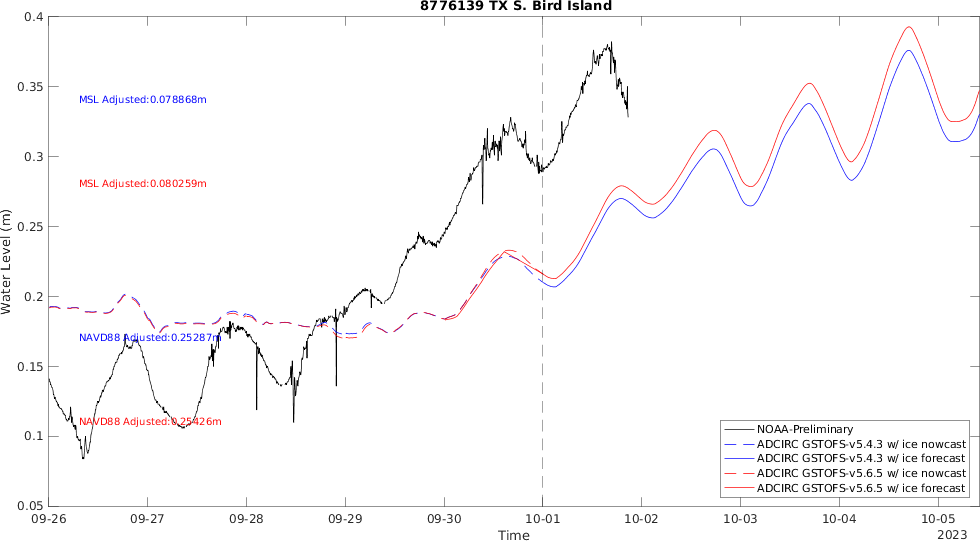 8776139 TX S. Bird Island
0.4
0.35
0.3
0.25
0.2
0.15
0.1
0.05
Water Level (m)
MSL Adjusted:0.078868m
MSL Adjusted:0.080259m
NAVD88 Adjusted:0.25287m
NAVD88 Adjusted:0.25426m
NOAA-Preliminary
ADCIRC GSTOFS-v5.4.3 w/ ice nowcast
ADCIRC GSTOFS-v5.4.3 w/ ice forecast
ADCIRC GSTOFS-v5.6.5 w/ ice nowcast
ADCIRC GSTOFS-v5.6.5 w/ ice forecast
09-26 09-27 09-28 09-29 09-30 10-01 10-02 10-03 10-04 10-05
2023
Time